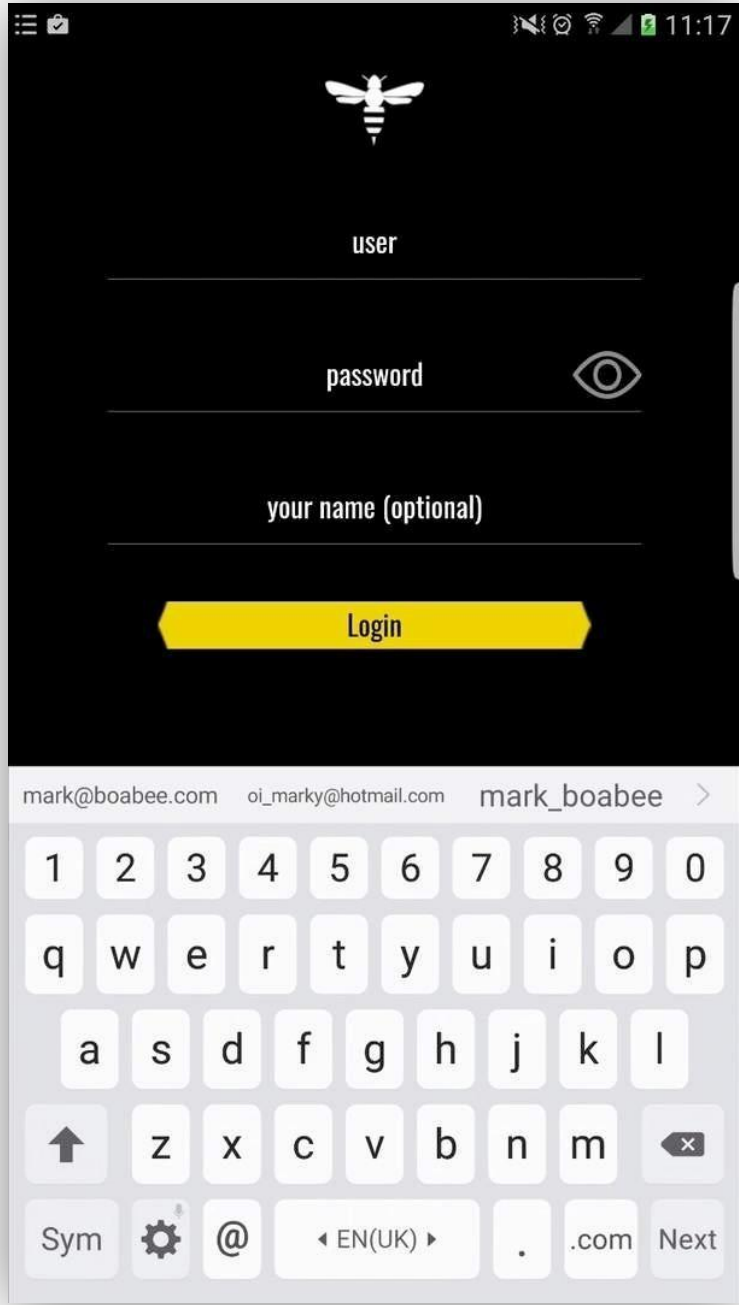 11:17
user
password
your name (optional)
Login
mark@boabee.com oi_marky@hotmail.com mark_boabee
1 2 3 4 5 6 7 8 9 0
q w e r t y u i o p
a s d f g h j k l
z x c v b n m
Sym @ EN(UK) . .com Next